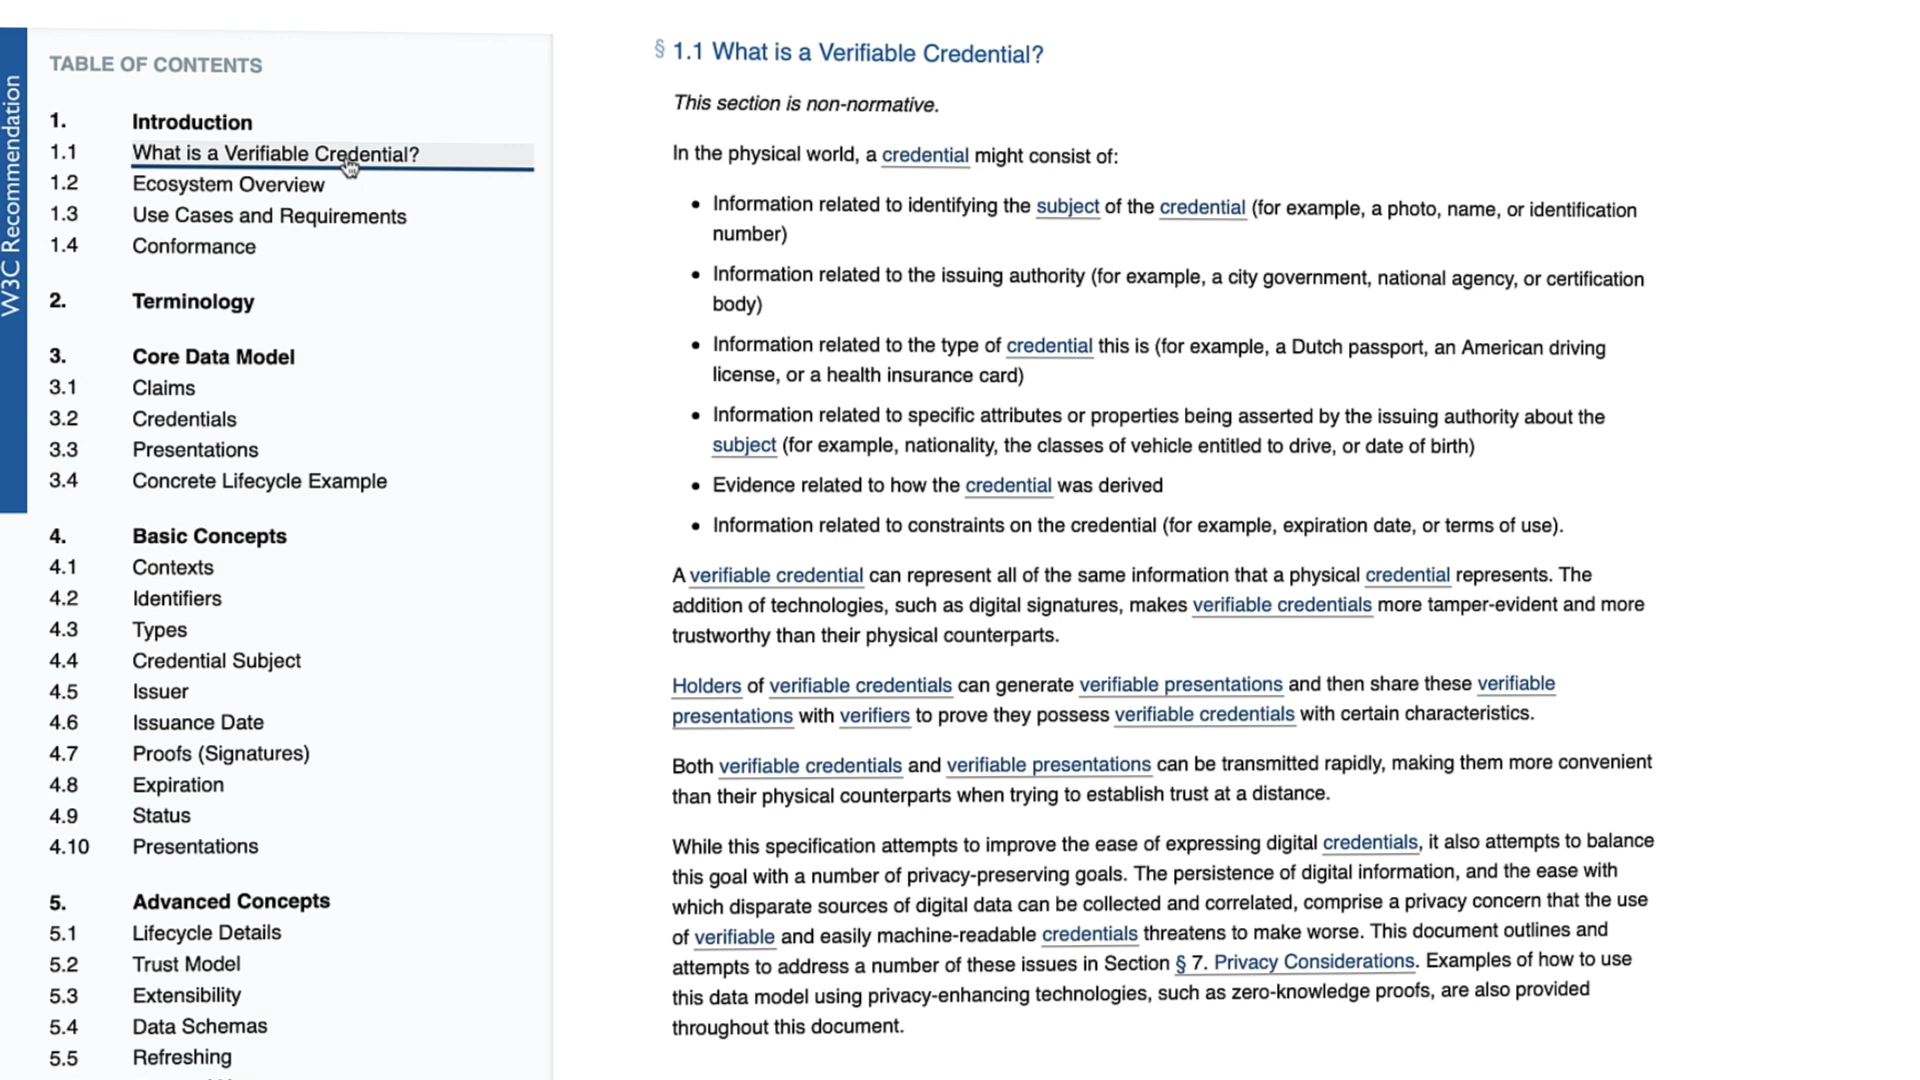 W3C Recommendation
TABLE OF CONTENTS
1. Introduction
1.1 What is a Verifiable Credential?
1.2 Ecosystem Overview
1.3 Use Cases and Requirements
1.4 Conformance
2. Terminology
3. Core Data Model
3.1 Claims
3.2 Credentials
3.3 Presentations
3.4 Concrete Lifecycle Example
4. Basic Concepts
4.1 Contexts
4.2 Identifiers
4.3 Types
4.4 Credential Subject
4.5 Issuer
4.6 Issuance Date
4.7 Proofs (Signatures)
4.8 Expiration
4.9 Status
4.10 Presentations
5. Advanced Concepts
5.1 Lifecycle Details
5.2 Trust Model
5.3 Extensibility
5.4 Data Schemas
5.5 Refreshing
§ 1.1 What is a Verifiable Credential?
This section is non-normative.
In the physical world, a credential might consist of:
• Information related to identifying the subject of the credential (for example, a photo, name, or identification
number)
• Information related to the issuing authority (for example, a city government, national agency, or certification
body)
• Information related to the type of credential this is (for example, a Dutch passport, an American driving
license, or a health insurance card)
• Information related to specific attributes or properties being asserted by the issuing authority about the
subject (for example, nationality, the classes of vehicle entitled to drive, or date of birth)
• Evidence related to how the credential was derived
• Information related to constraints on the credential (for example, expiration date, or terms of use).
A verifiable credential can represent all of the same information that a physical credential represents. The
addition of technologies, such as digital signatures, makes verifiable credentials more tamper-evident and more
trustworthy than their physical counterparts.
Holders of verifiable credentials can generate verifiable presentations and then share these verifiable
presentations with verifiers to prove they possess verifiable credentials with certain characteristics.
Both verifiable credentials and verifiable presentations can be transmitted rapidly, making them more convenient
than their physical counterparts when trying to establish trust at a distance.
While this specification attempts to improve the ease of expressing digital credentials, it also attempts to balance
this goal with a number of privacy-preserving goals. The persistence of digital information, and the ease with
which disparate sources of digital data can be collected and correlated, comprise a privacy concern that the use
of verifiable and easily machine-readable credentials threatens to make worse. This document outlines and
attempts to address a number of these issues in Section § 7. Privacy Considerations. Examples of how to use
this data model using privacy-enhancing technologies, such as zero-knowledge proofs, are also provided
throughout this document.